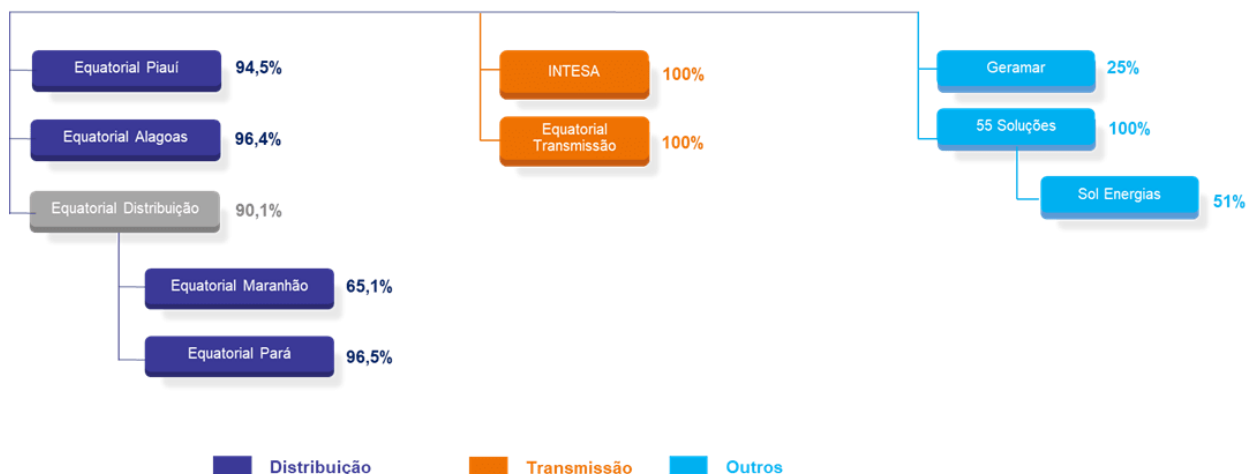 Equatorial Piauí 94,5%
Equatorial Alagoas 96,4%
Equatorial Distribuição 90,1%
Equatorial Maranhão 65,1%
Equatorial Pará 96,5%
INTESA 100%
Equatorial
Transmissão 100%
Geramar 25%
55 Soluções 100%
Sol Energias 51%
Distribuição Transmissão Outros